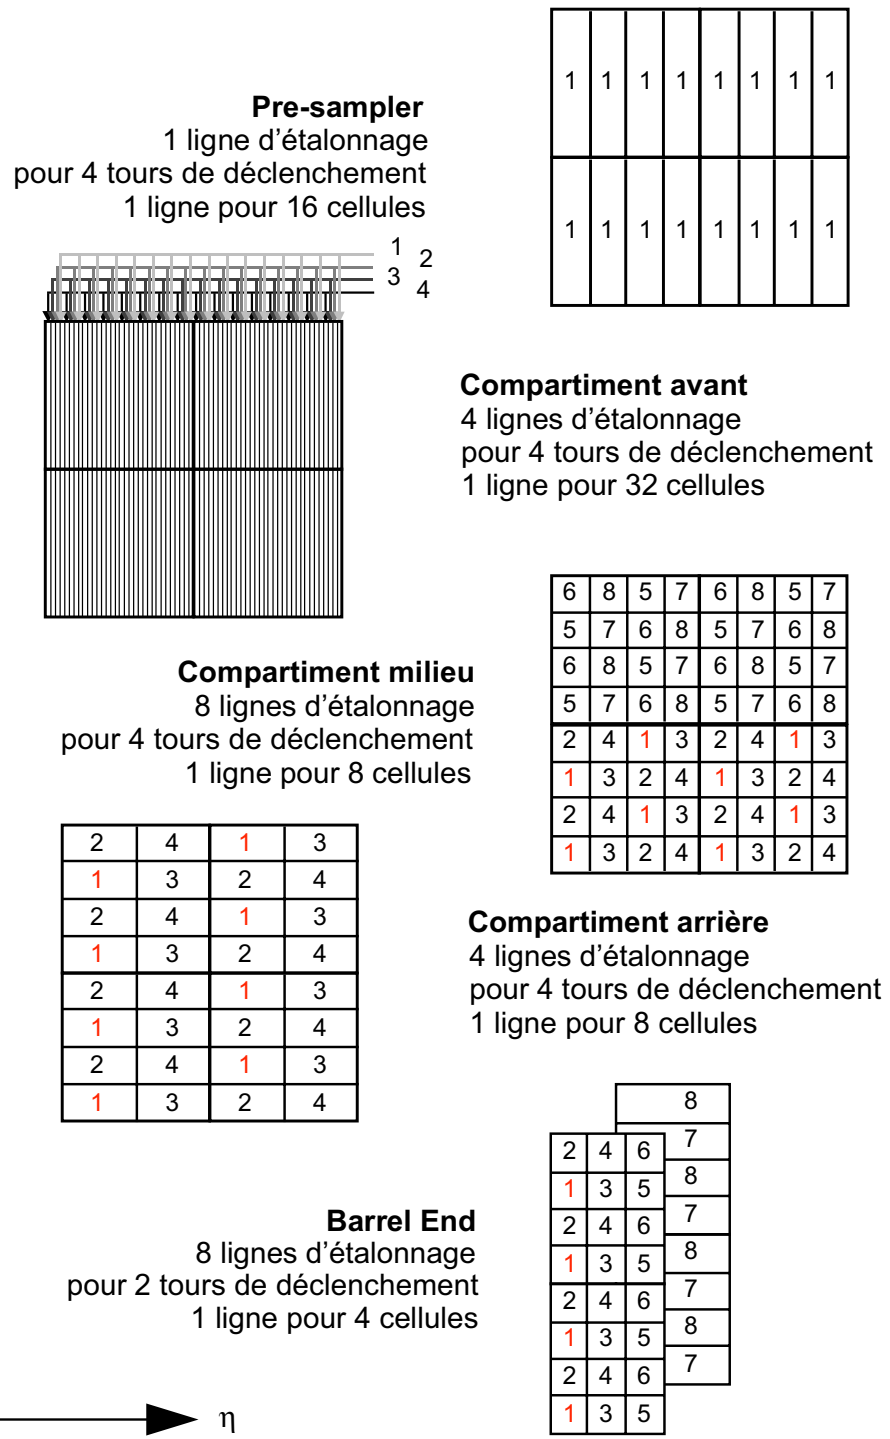 1 1 1 1 1 1 1 1
1 1 1 1 1 1 1 1
Pre-sampler
1 ligne d'étalonnage
pour 4 tours de déclenchement
1 ligne pour 16 cellules
1
2
3
4
Compartiment avant
4 lignes d'étalonnage
pour 4 tours de déclenchement
1 ligne pour 32 cellules
6 8 5 7 6 8 5 7
5 7 6 8 5 7 6 8
6 8 5 7 6 8 5 7
5 7 6 8 5 7 6 8
2 4 1 3 2 4 1 3
1 3 2 4 1 3 2 4
2 4 1 3 2 4 1 3
1 3 2 4 1 3 2 4
Compartiment milieu
8 lignes d'étalonnage
pour 4 tours de déclenchement
1 ligne pour 8 cellules
2 4 1 3
1 3 2 4
2 4 1 3
1 3 2 4
2 4 1 3
1 3 2 4
2 4 1 3
1 3 2 4
Compartiment arrière
4 lignes d'étalonnage
pour 4 tours de déclenchement
1 ligne pour 8 cellules
8
7
8
7
8
7
8
7
2 4 6
1 3 5
2 4 6
1 3 5
2 4 6
1 3 5
2 4 6
1 3 5
Barrel End
8 lignes d'étalonnage
pour 2 tours de déclenchement
1 ligne pour 4 cellules
η